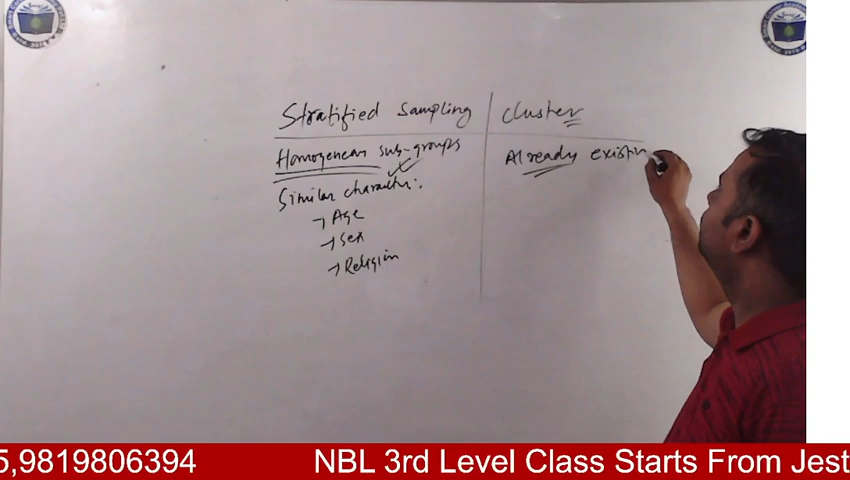 Stratified Sampling
Homogeneous sub-groups
Similar character:
→ Age
→ Sex
→ Religion
Cluster
Already existin
5,9819806394 NBL 3rd Level Class Starts From Jest